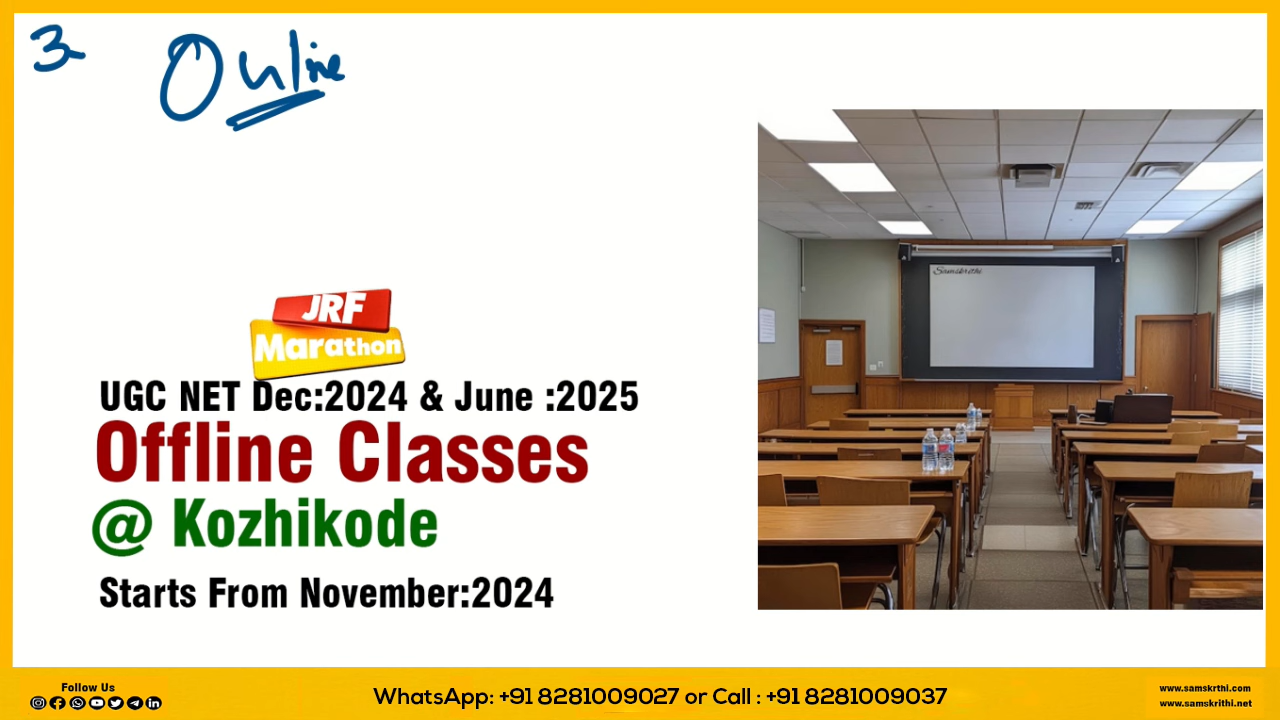 3
Online
Samskrithi
JRF
Marathon
UGC NET Dec:2024 & June :2025
Offline Classes
@ Kozhikode
Starts From November:2024
Follow Us
WhatsApp: +91 8281009027 or Call : +91 8281009037
www.samskrthi.com
www.samskrithi.net